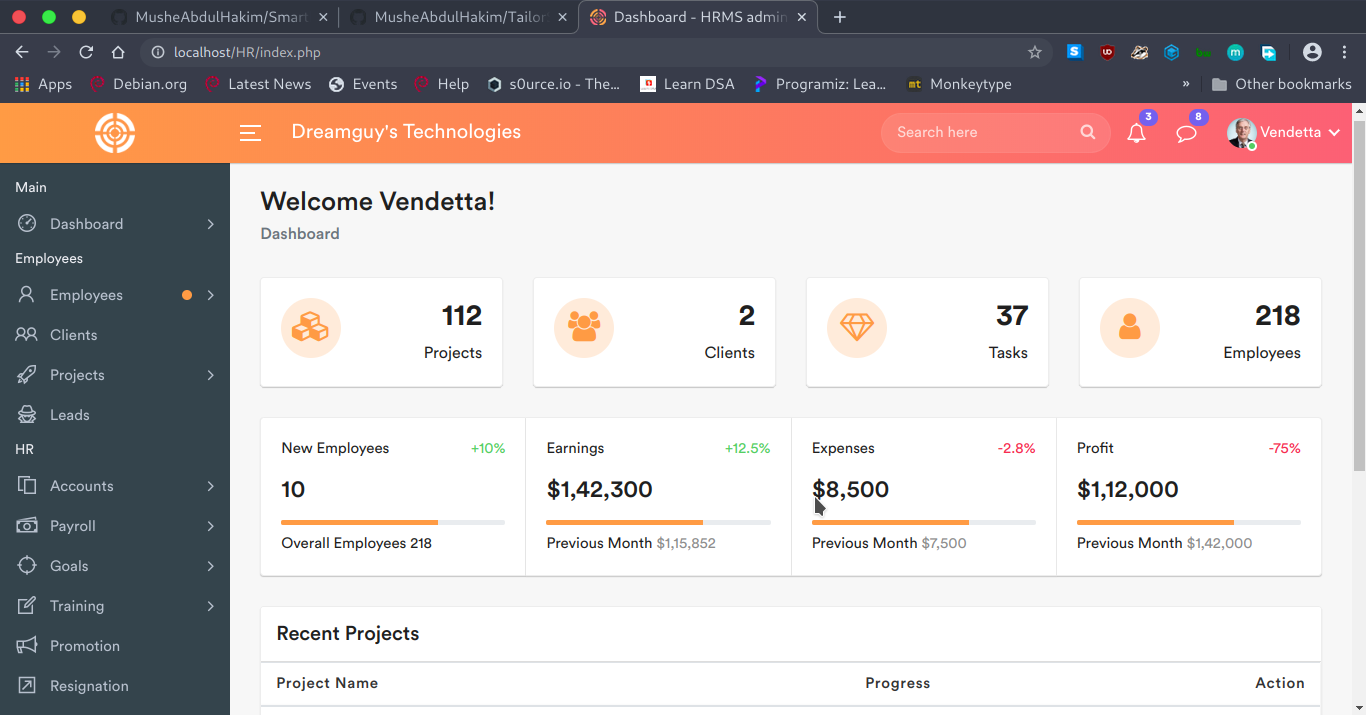 MusheAbdulHakim/Smart
MusheAbdulHakim/Tailor
Dashboard - HRMS admin
localhost/HR/index.php
Apps
Debian.org
Latest News
Events
Help
s0urce.io - The...
Learn DSA
Programiz: Lea...
mt Monkeytype
»
Other bookmarks
Dreamguy's Technologies
Search here
3
8
Vendetta
Main
Dashboard
Employees
Employees
Clients
Projects
Leads
HR
Accounts
Payroll
Goals
Training
Promotion
Resignation
Welcome Vendetta!
Dashboard
112
Projects
2
Clients
37
Tasks
218
Employees
New Employees +10%
10
Overall Employees 218
Earnings +12.5%
$1,42,300
Previous Month $1,15,852
Expenses -2.8%
$8,500
Previous Month $7,500
Profit -75%
$1,12,000
Previous Month $1,42,000
Recent Projects
Project Name Progress Action